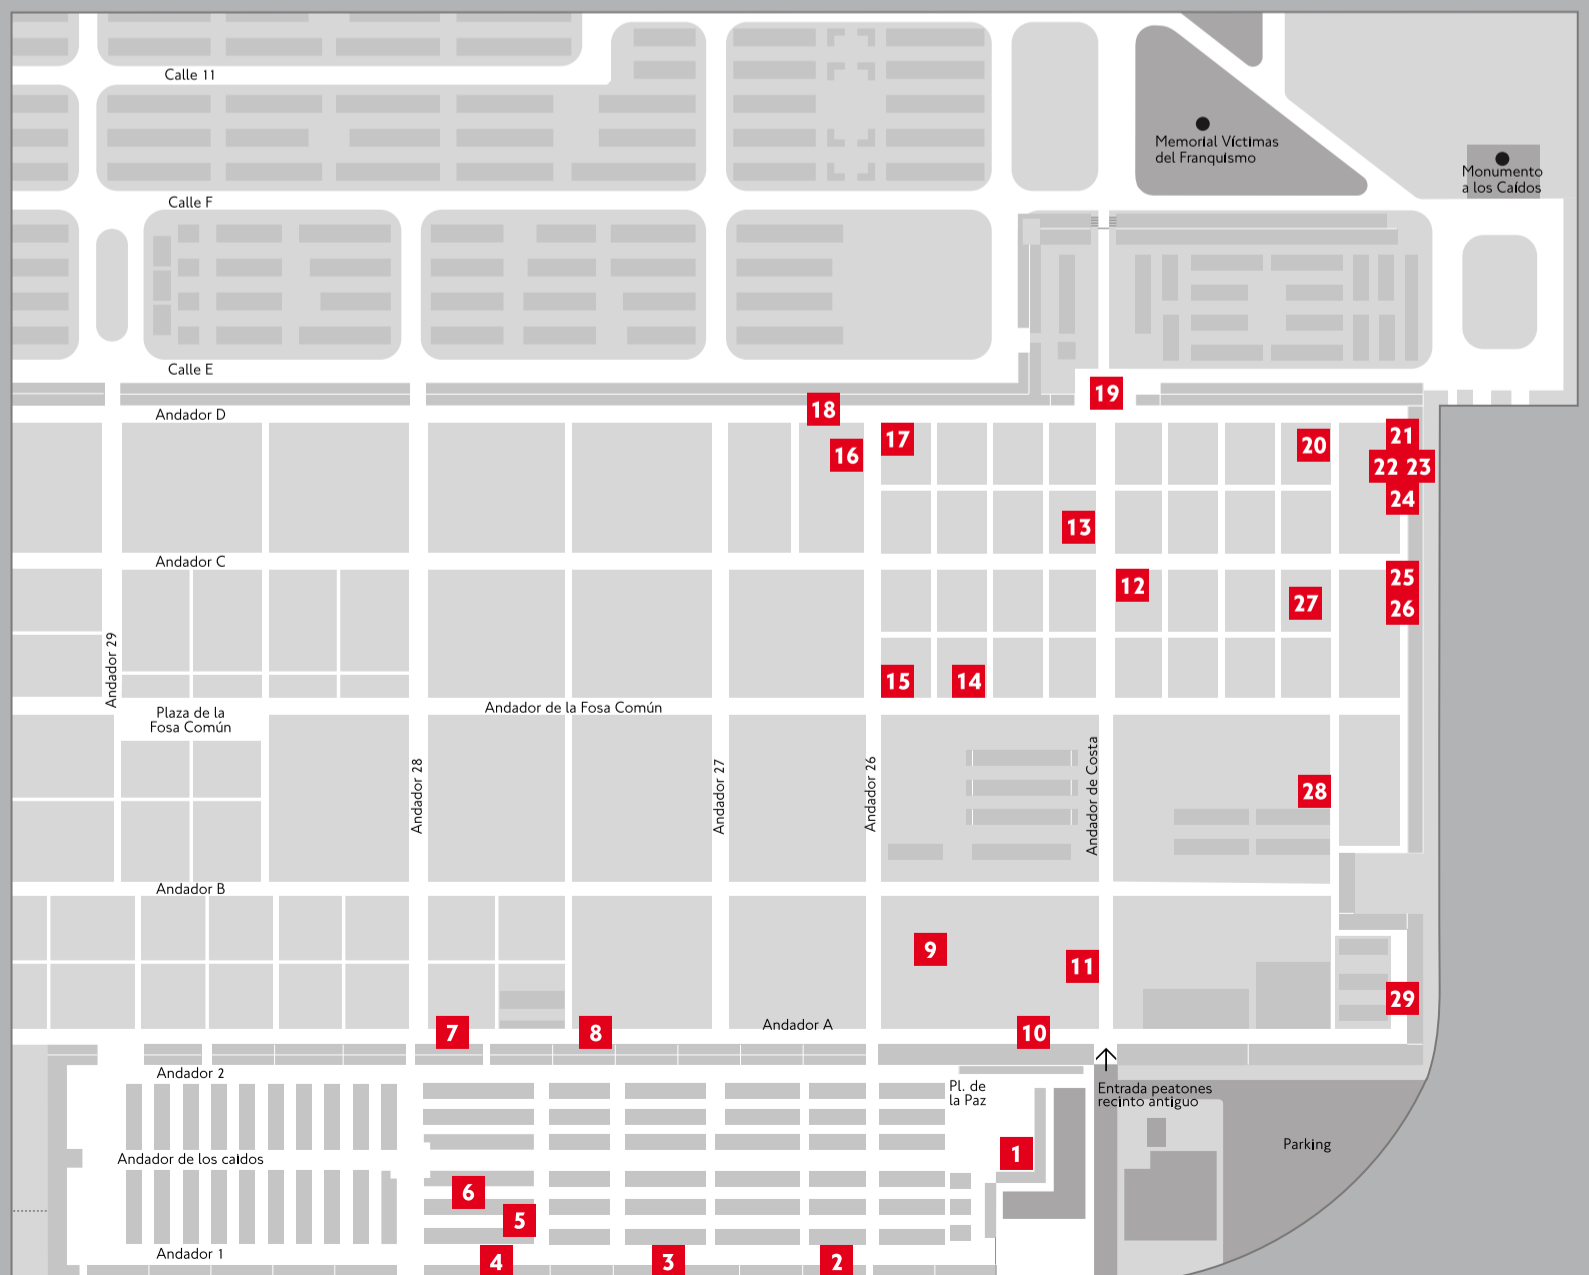 Calle 11
Memorial Víctimas
del Franquismo
Monumento
a los Caídos
Calle F
Calle E
19
18
Andador D
17
21
20
16
22
23
24
13
Andador C
25
12
27
26
Andador 29
15
14
Andador de la Fosa Común
Plaza de la
Fosa Común
Andador 28
Andador 27
Andador 26
Andador de Costa
28
Andador B
9
11
29
Andador A
7
8
10
Andador 2
Pl. de
la Paz
Entrada peatones
recinto antiguo
Parking
1
Andador de los caídos
6
5
Andador 1
4
3
2